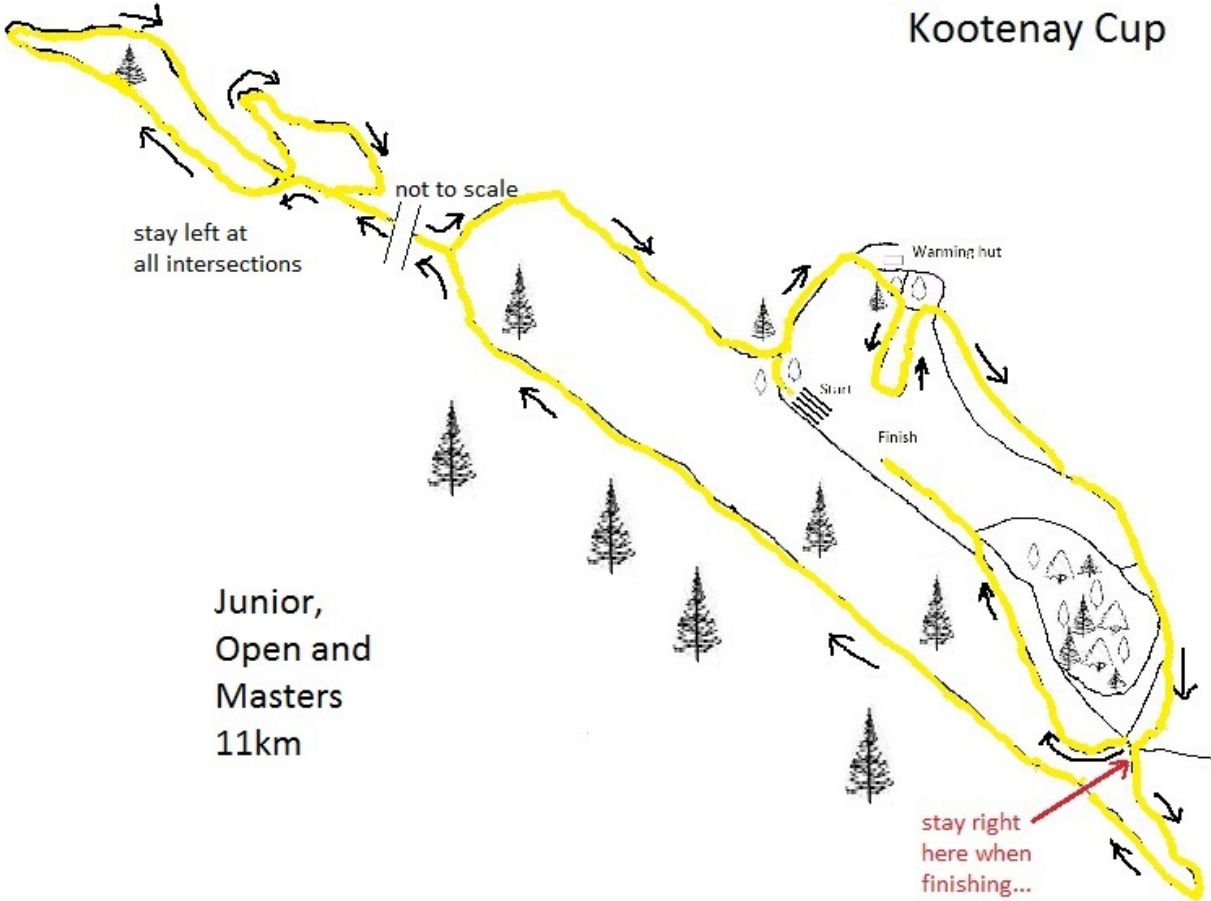 Kootenay Cup
not to scale
stay left at
all intersections
Warming hut
Start
Finish
Junior,
Open and
Masters
11km
stay right
here when
finishing...